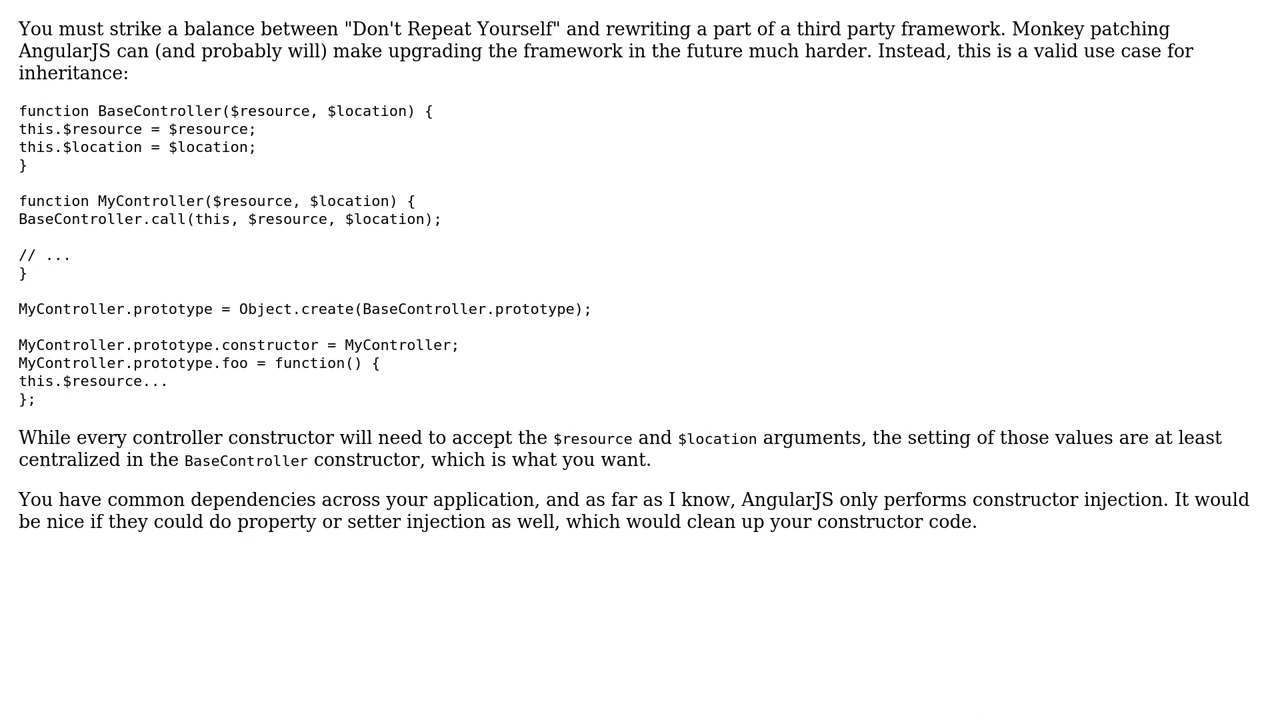 You must strike a balance between "Don't Repeat Yourself" and rewriting a part of a third party framework. Monkey patching
AngularJS can (and probably will) make upgrading the framework in the future much harder. Instead, this is a valid use case for
inheritance:
function BaseController($resource, $location) {
this.$resource = $resource;
this.$location = $location;
}
function MyController($resource, $location) {
BaseController.call(this, $resource, $location);
// ...
}
MyController.prototype = Object.create(BaseController.prototype);
MyController.prototype.constructor = MyController;
MyController.prototype.foo = function() {
this.$resource...
};
While every controller constructor will need to accept the $resource and $location arguments, the setting of those values are at least
centralized in the BaseController constructor, which is what you want.
You have common dependencies across your application, and as far as I know, AngularJS only performs constructor injection. It would
be nice if they could do property or setter injection as well, which would clean up your constructor code.